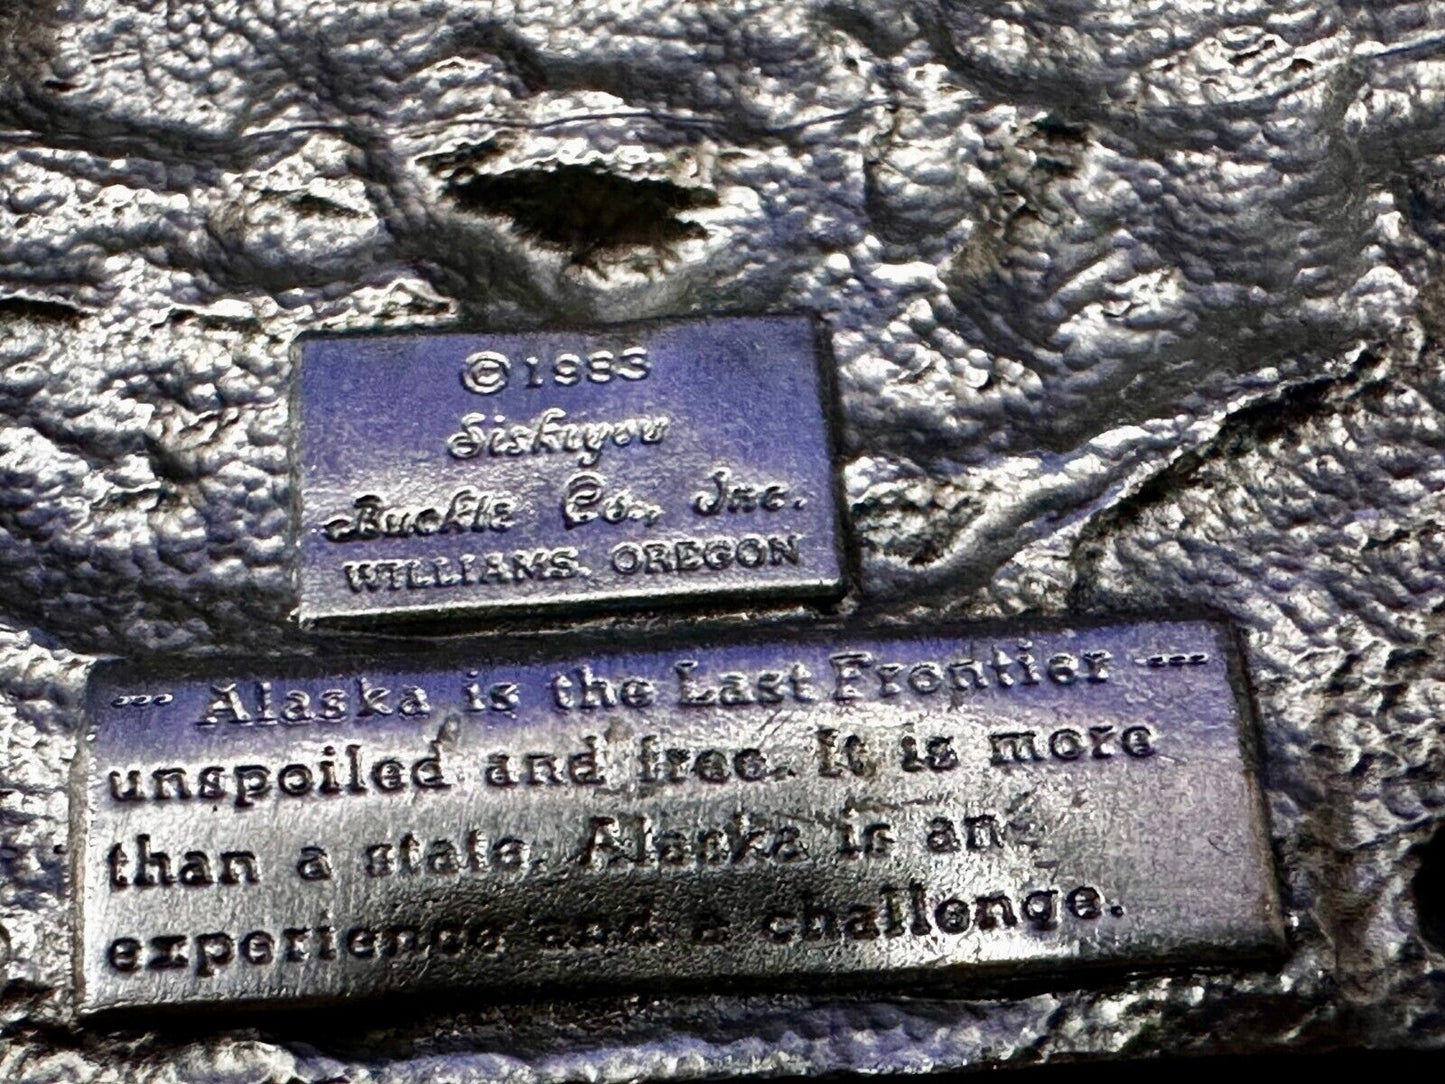 ©1983
Siskiyou
Buckle Co., Inc.
WILLIAMS, OREGON
--- Alaska is the Last Frontier ---
unspoiled and free. It is more
than a state, Alaska is an
experience and a challenge.